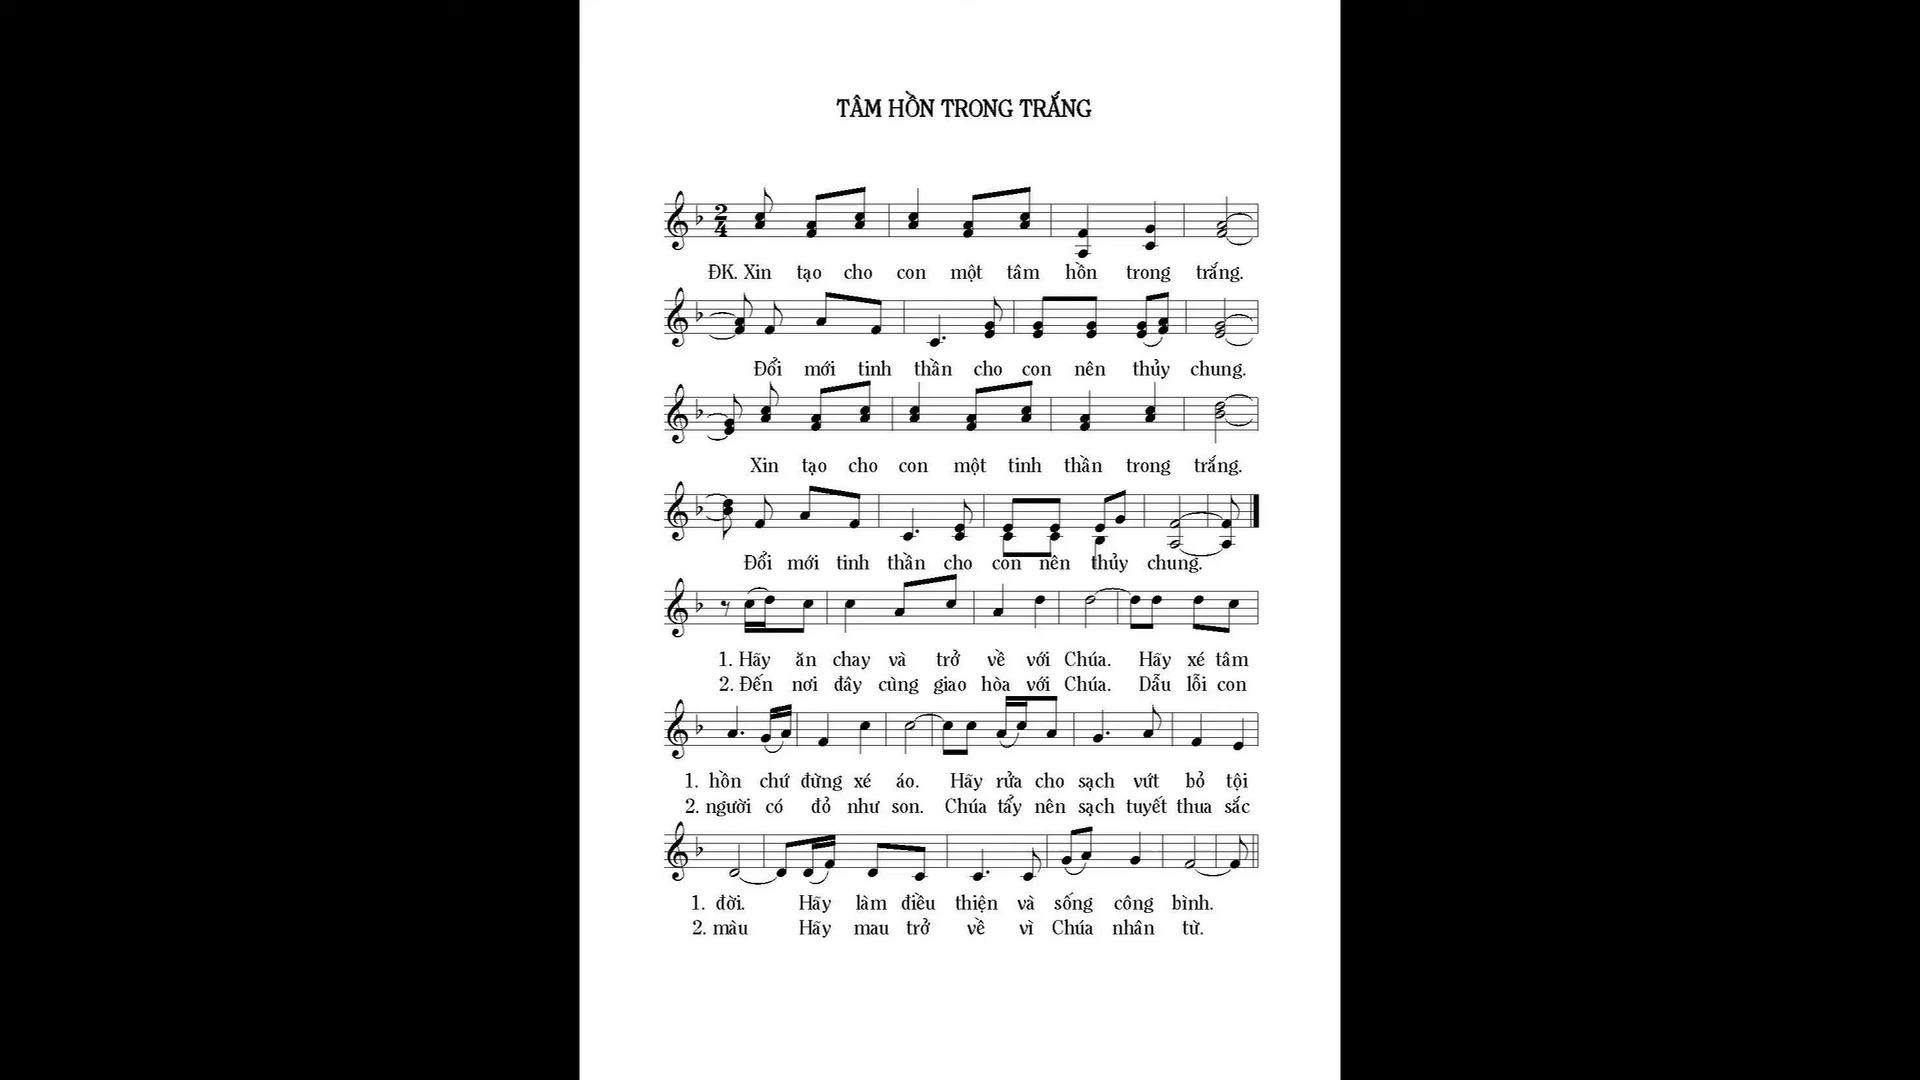 TÂM HỒN TRONG TRẮNG
2
4
ĐK. Xin tạo cho con một tâm hồn trong trắng.
Đổi mới tinh thần cho con nên thủy chung.
Xin tạo cho con một tinh thần trong trắng.
Đổi mới tinh thần cho con nên thủy chung.
1. Hãy ăn chay và trở về với Chúa. Hãy xé tâm
2. Đến nơi đây cùng giao hòa với Chúa. Dẫu lỗi con
1. hồn chứ đừng xé áo. Hãy rửa cho sạch vứt bỏ tội
2. người có đỏ như son. Chúa tẩy nên sạch tuyết thua sắc
1. đời. Hãy làm điều thiện và sống công bình.
2. màu Hãy mau trở về vì Chúa nhân từ.